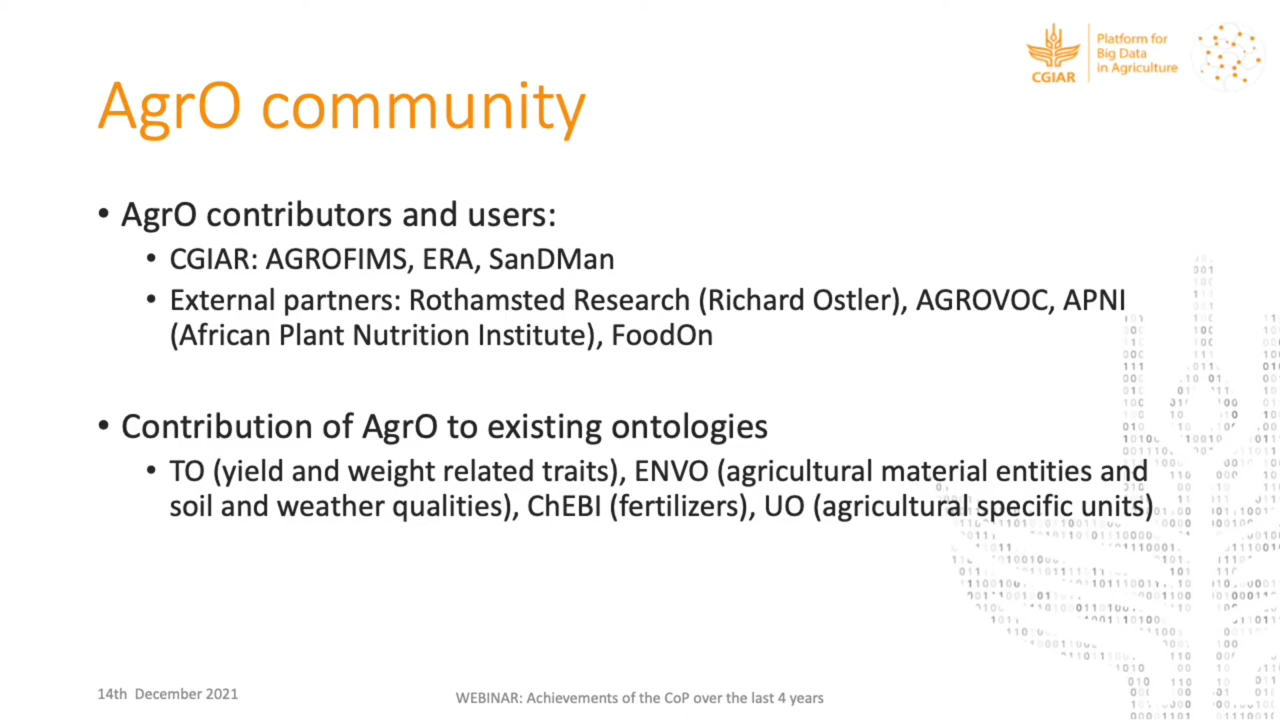 CGIAR
Platform for
Big Data
in Agriculture
AgrO community
• AgrO contributors and users:
• CGIAR: AGROFIMS, ERA, SanDMan
• External partners: Rothamsted Research (Richard Ostler), AGROVOC, APNI
(African Plant Nutrition Institute), FoodOn
• Contribution of AgrO to existing ontologies
• TO (yield and weight related traits), ENVO (agricultural material entities and
soil and weather qualities), ChEBI (fertilizers), UO (agricultural specific units)
14th December 2021
WEBINAR: Achievements of the CoP over the last 4 years